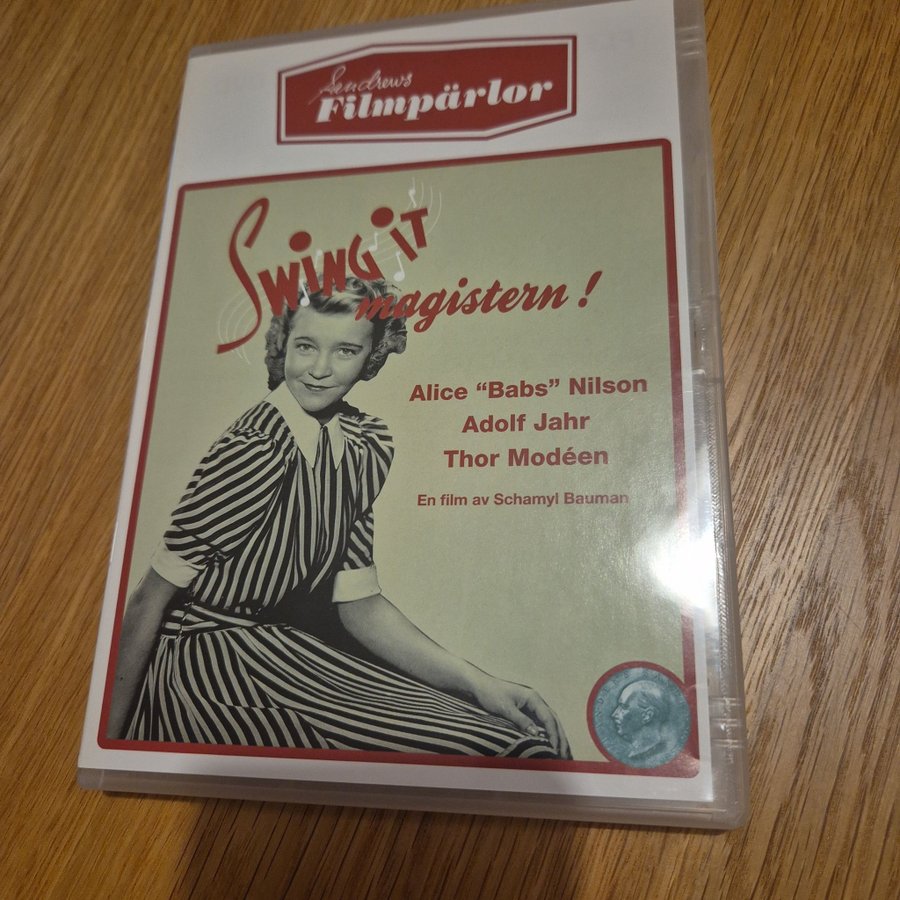 Sandrews
Filmpärlor
SWING iT
magistern!
Alice “Babs” Nilson
Adolf Jahr
Thor Modéen
En film av Schamyl Bauman